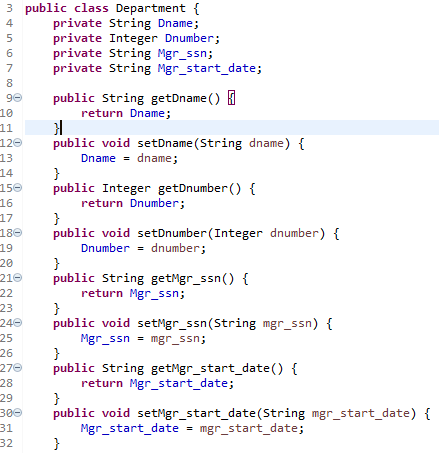 3 public class Department {
4     private String Dname;
5     private Integer Dnumber;
6     private String Mgr_ssn;
7     private String Mgr_start_date;
8
9     public String getDname() {
10         return Dname;
11     }
12     public void setDname(String dname) {
13         Dname = dname;
14     }
15     public Integer getDnumber() {
16         return Dnumber;
17     }
18     public void setDnumber(Integer dnumber) {
19         Dnumber = dnumber;
20     }
21     public String getMgr_ssn() {
22         return Mgr_ssn;
23     }
24     public void setMgr_ssn(String mgr_ssn) {
25         Mgr_ssn = mgr_ssn;
26     }
27     public String getMgr_start_date() {
28         return Mgr_start_date;
29     }
30     public void setMgr_start_date(String mgr_start_date) {
31         Mgr_start_date = mgr_start_date;
32     }